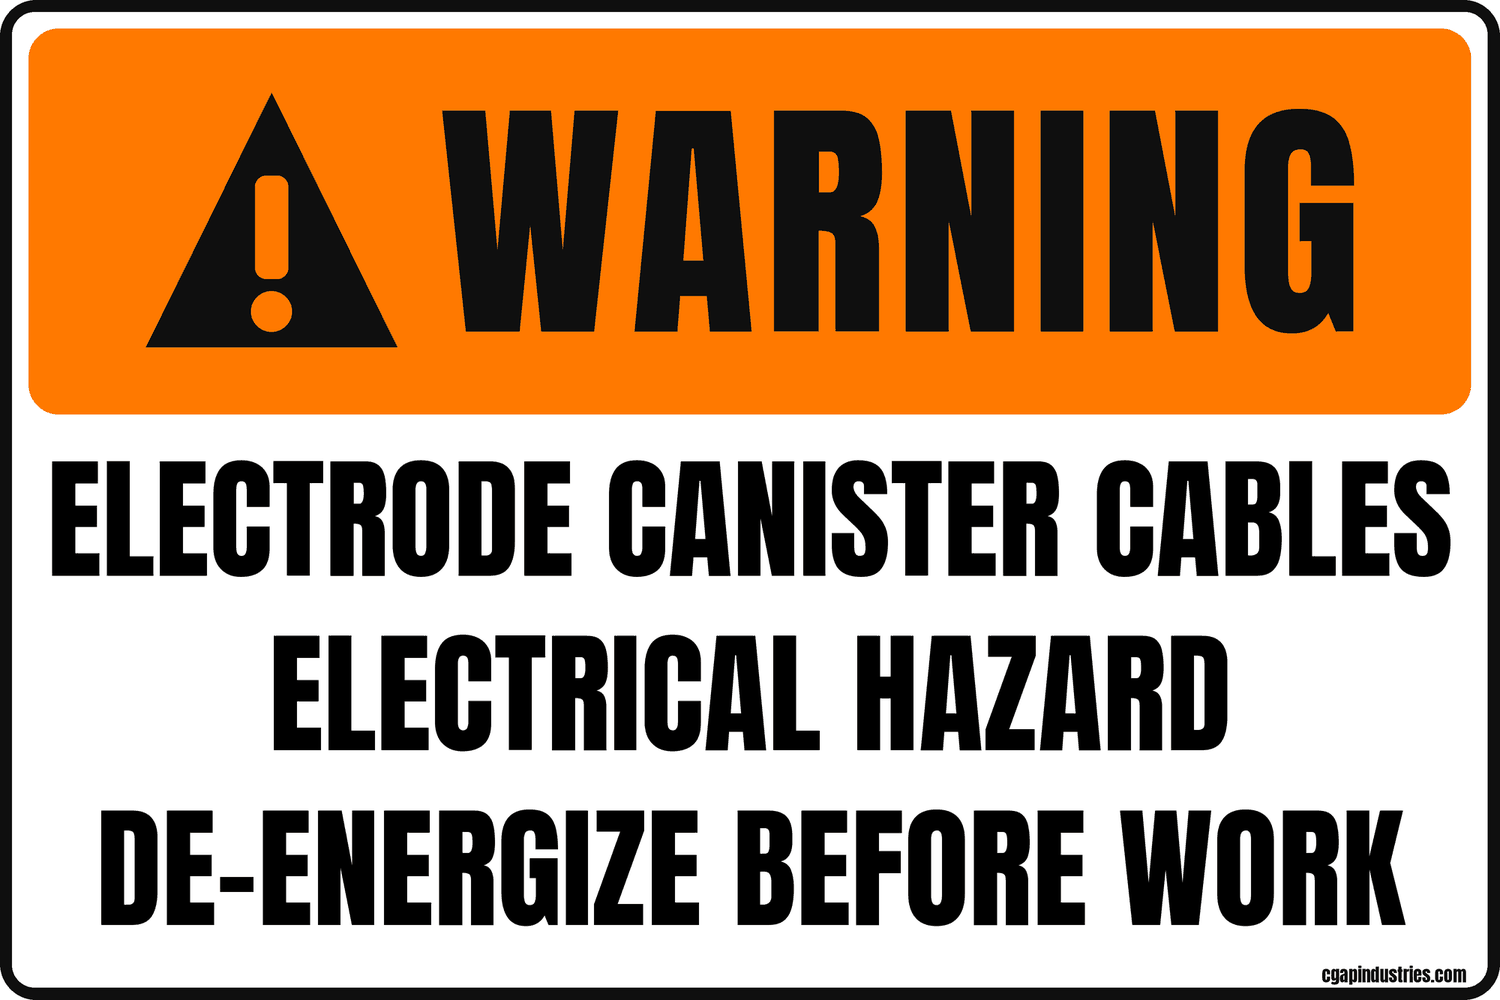 WARNING
ELECTRODE CANISTER CABLES
ELECTRICAL HAZARD
DE-ENERGIZE BEFORE WORK
cgapindustries.com